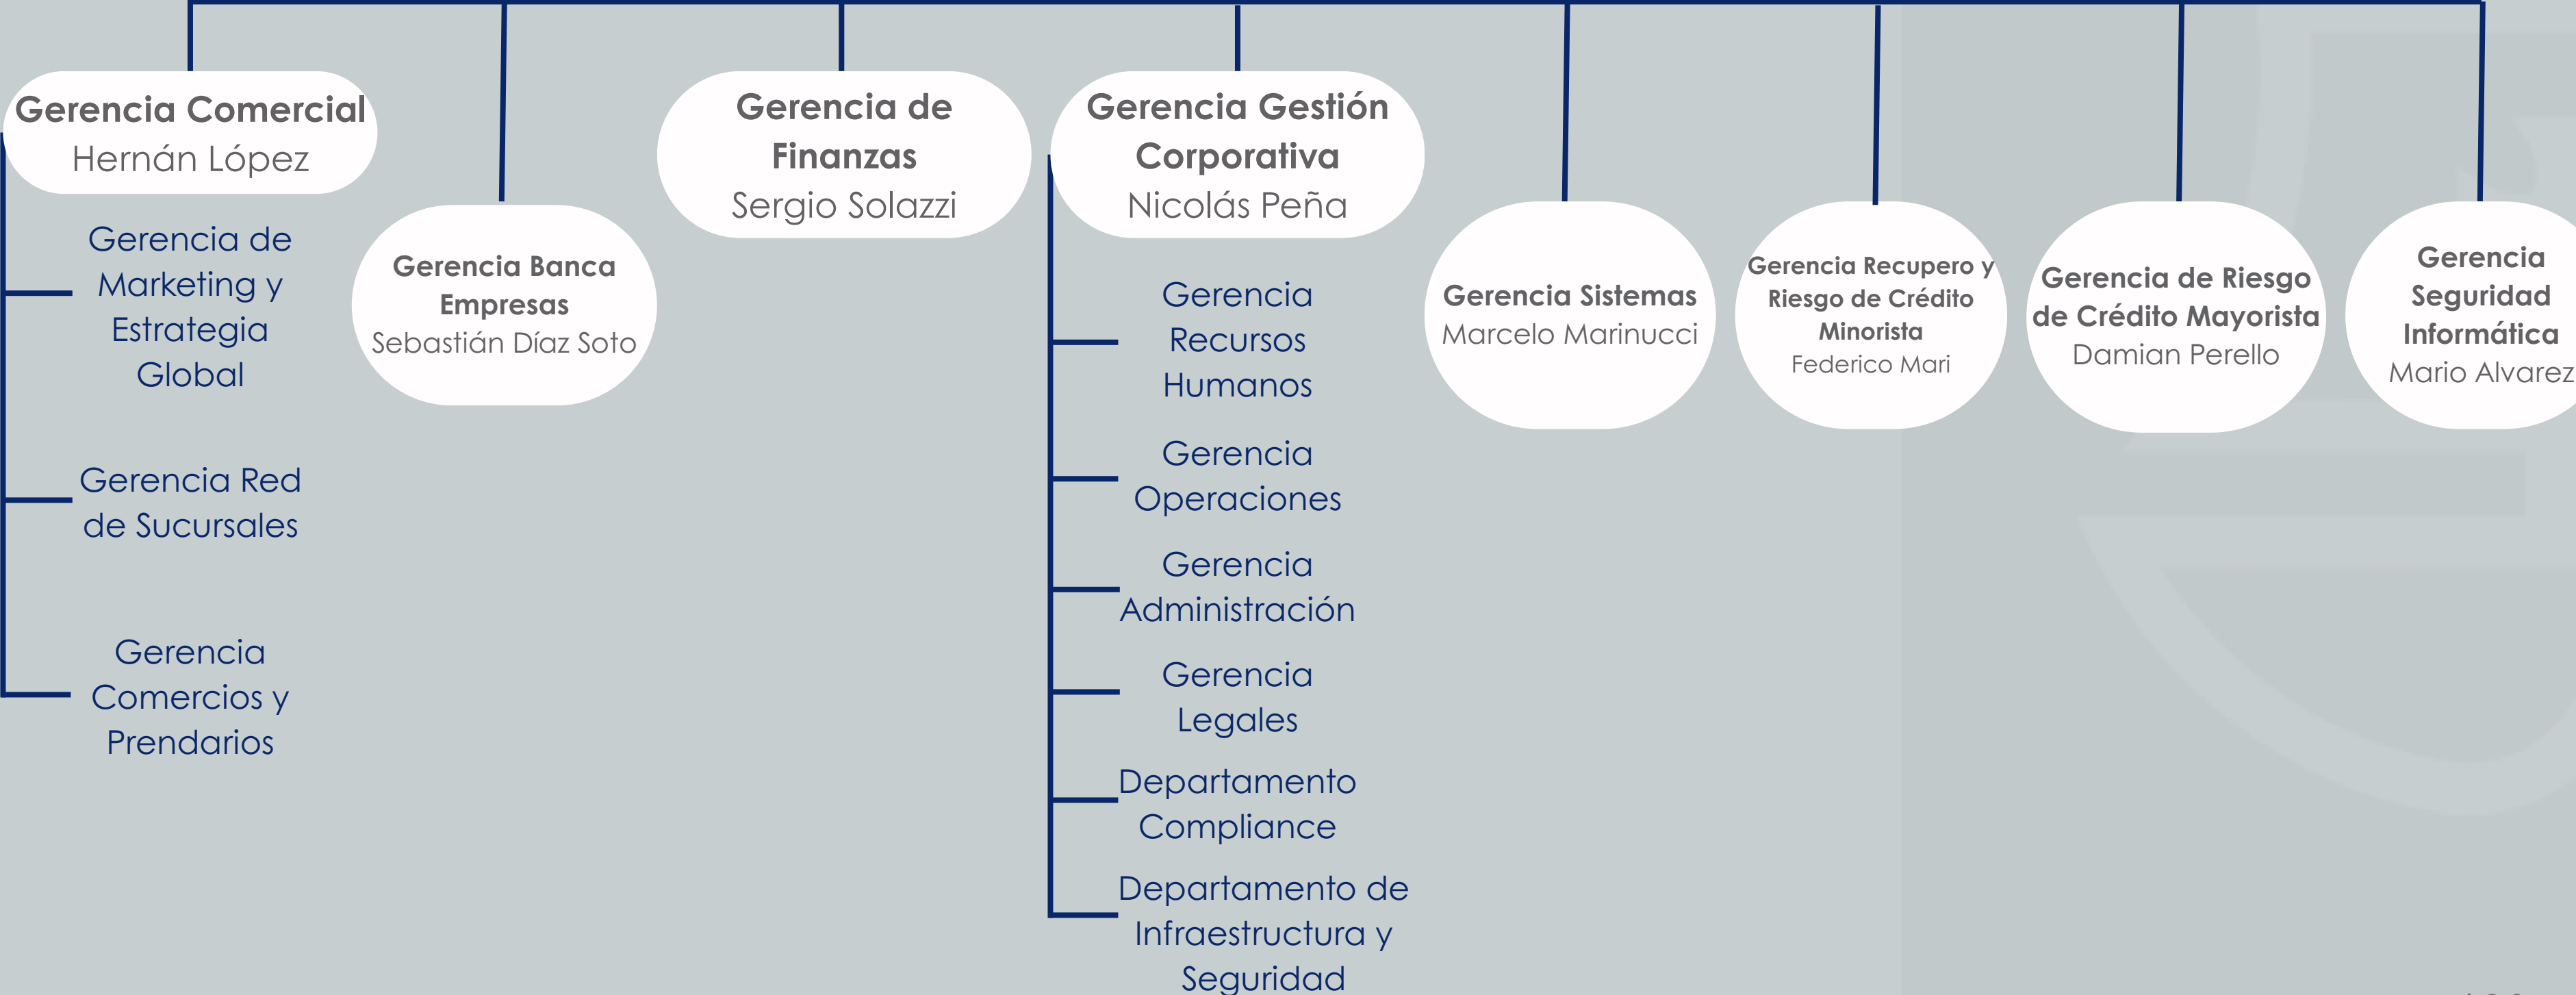 Gerencia Comercial
Hernán López
Gerencia de
Marketing y
Estrategia
Global
Gerencia Red
de Sucursales
Gerencia
Comercios y
Prendarios
Gerencia Banca
Empresas
Sebastián Díaz Soto
Gerencia de
Finanzas
Sergio Solazzi
Gerencia Gestión
Corporativa
Nicolás Peña
Gerencia
Recursos
Humanos
Gerencia
Operaciones
Gerencia
Administración
Gerencia
Legales
Departamento
Compliance
Departamento de
Infraestructura y
Seguridad
Gerencia Sistemas
Marcelo Marinucci
Gerencia Recupero y
Riesgo de Crédito
Minorista
Federico Mari
Gerencia de Riesgo
de Crédito Mayorista
Damian Perello
Gerencia
Seguridad
Informática
Mario Alvarez